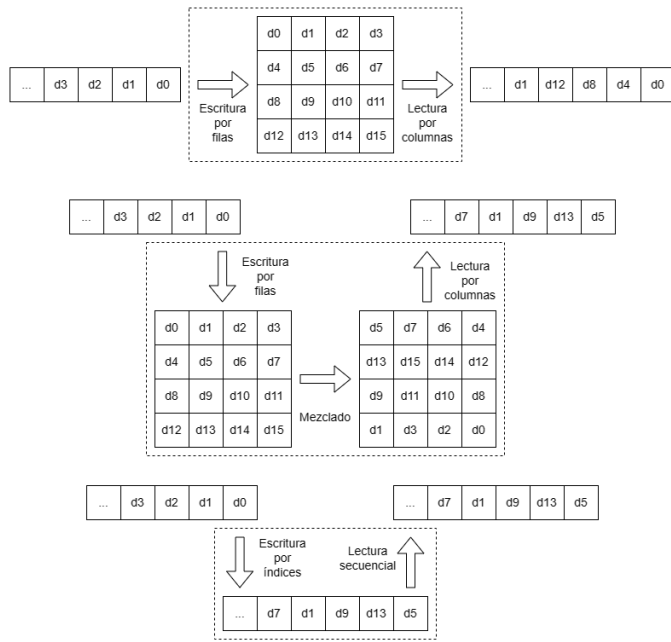 d0 d1 d2 d3
d4 d5 d6 d7
... d3 d2 d1 d0
... d1 d12 d8 d4 d0
Escritura
por
filas
Lectura
por
columnas
d8 d9 d10 d11
d12 d13 d14 d15
... d3 d2 d1 d0
... d7 d1 d9 d13 d5
Escritura
por
filas
Lectura
por
columnas
d0 d1 d2 d3
d4 d5 d6 d7
d8 d9 d10 d11
d12 d13 d14 d15
Mezclado
d5 d7 d6 d4
d13 d15 d14 d12
d9 d11 d10 d8
d1 d3 d2 d0
... d3 d2 d1 d0
... d7 d1 d9 d13 d5
Escritura
por
índices
Lectura
secuencial
... d7 d1 d9 d13 d5